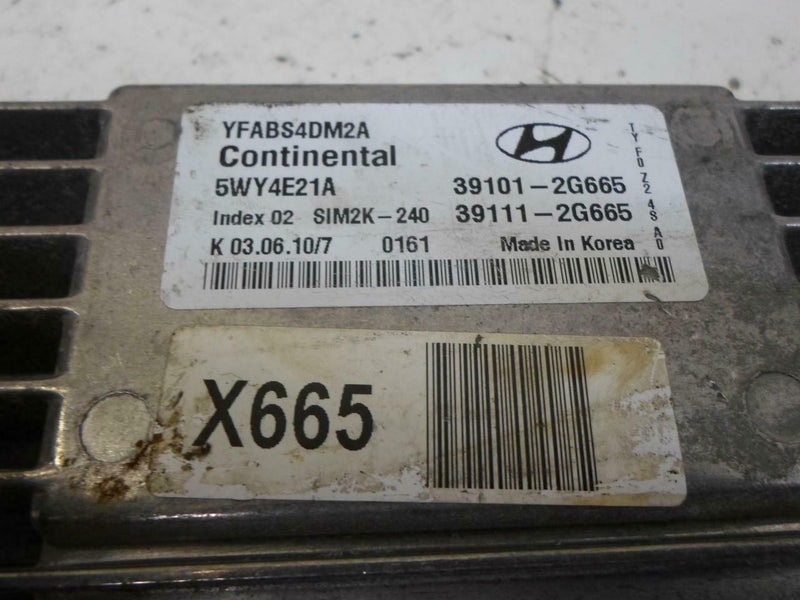 YFABS4DM2A
Continental
5WY4E21A 39101-2G665
Index 02 SIM2K-240 39111-2G665
K 03.06.10/7 0161 Made In Korea
TYF0Z248A0
X665